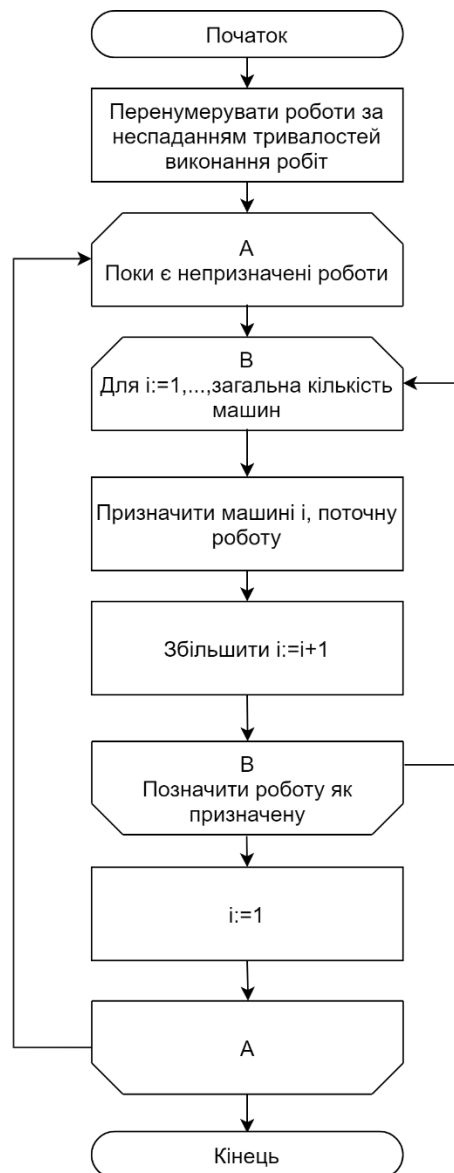 Початок
Перенумерувати роботи за
неспаданням тривалостей
виконання робіт
А
Поки є непризначені роботи
В
Для i:=1,...,загальна кількість
машин
Призначити машині і, поточну
роботу
Збільшити i:=i+1
В
Позначити роботу як
призначену
i:=1
А
Кінець